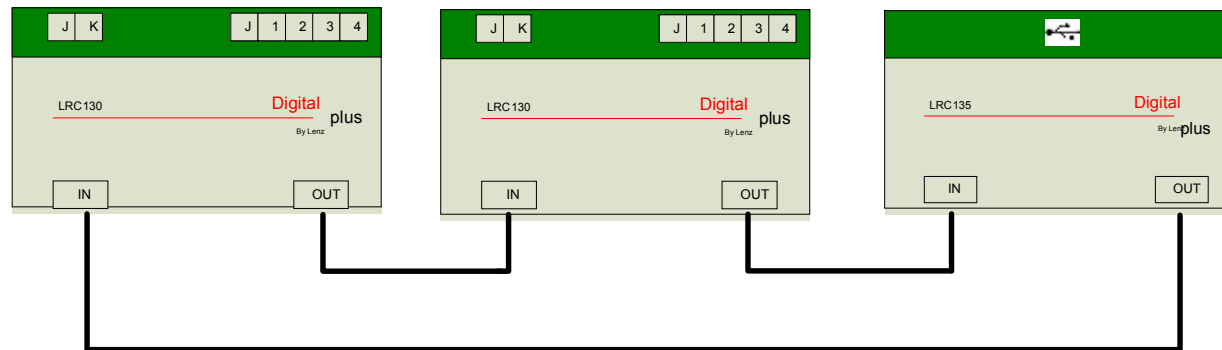 J K J 1 2 3 4
LRC130 Digital plus
By Lenz
IN OUT
J K J 1 2 3 4
LRC130 Digital plus
By Lenz
IN OUT
LRC135 Digital plus
By Lenz
IN OUT